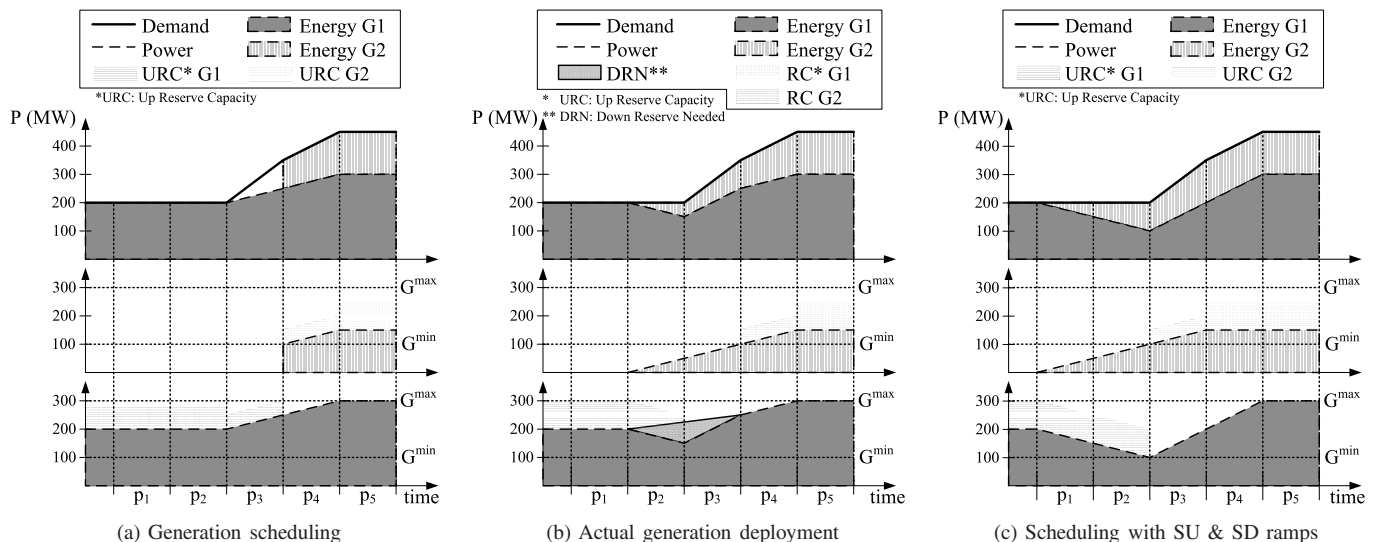 Demand Energy G1
Power Energy G2
URC* G1 URC G2
*URC: Up Reserve Capacity
P (MW)
400
300
200
100
300 G^max
200
100 G^min
300 G^max
200
100 G^min
p1 p2 p3 p4 p5 time
(a) Generation scheduling
Demand Energy G1
Power Energy G2
DRN** RC* G1
RC G2
* URC: Up Reserve Capacity
** DRN: Down Reserve Needed
P (MW)
400
300
200
100
300 G^max
200
100 G^min
300 G^max
200
100 G^min
p1 p2 p3 p4 p5 time
(b) Actual generation deployment
Demand Energy G1
Power Energy G2
URC* G1 URC G2
*URC: Up Reserve Capacity
P (MW)
400
300
200
100
300 G^max
200
100 G^min
300 G^max
200
100 G^min
p1 p2 p3 p4 p5 time
(c) Scheduling with SU & SD ramps